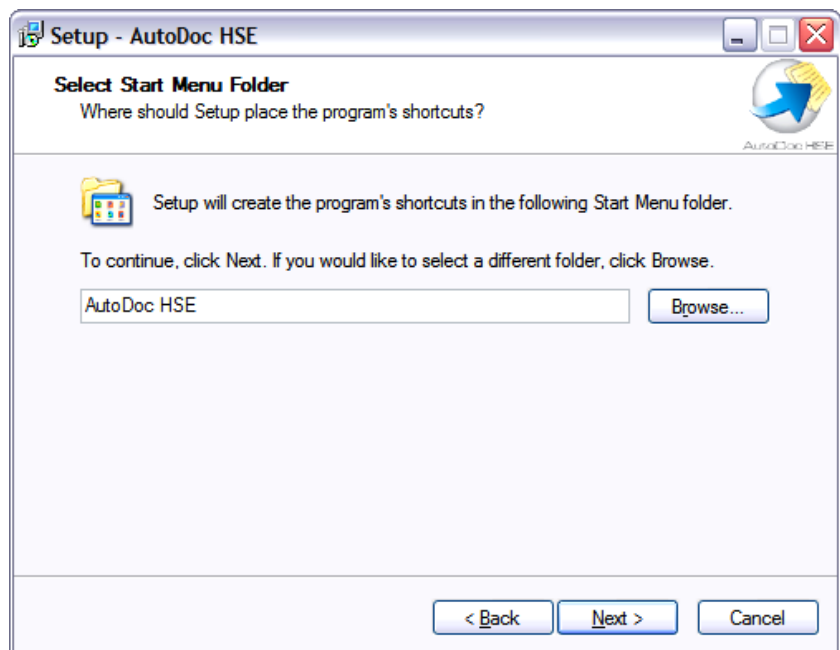 Setup - AutoDoc HSE
Select Start Menu Folder
Where should Setup place the program's shortcuts?
AutoDoc HSE
Setup will create the program's shortcuts in the following Start Menu folder.
To continue, click Next. If you would like to select a different folder, click Browse.
AutoDoc HSE
Browse...
< Back
Next >
Cancel